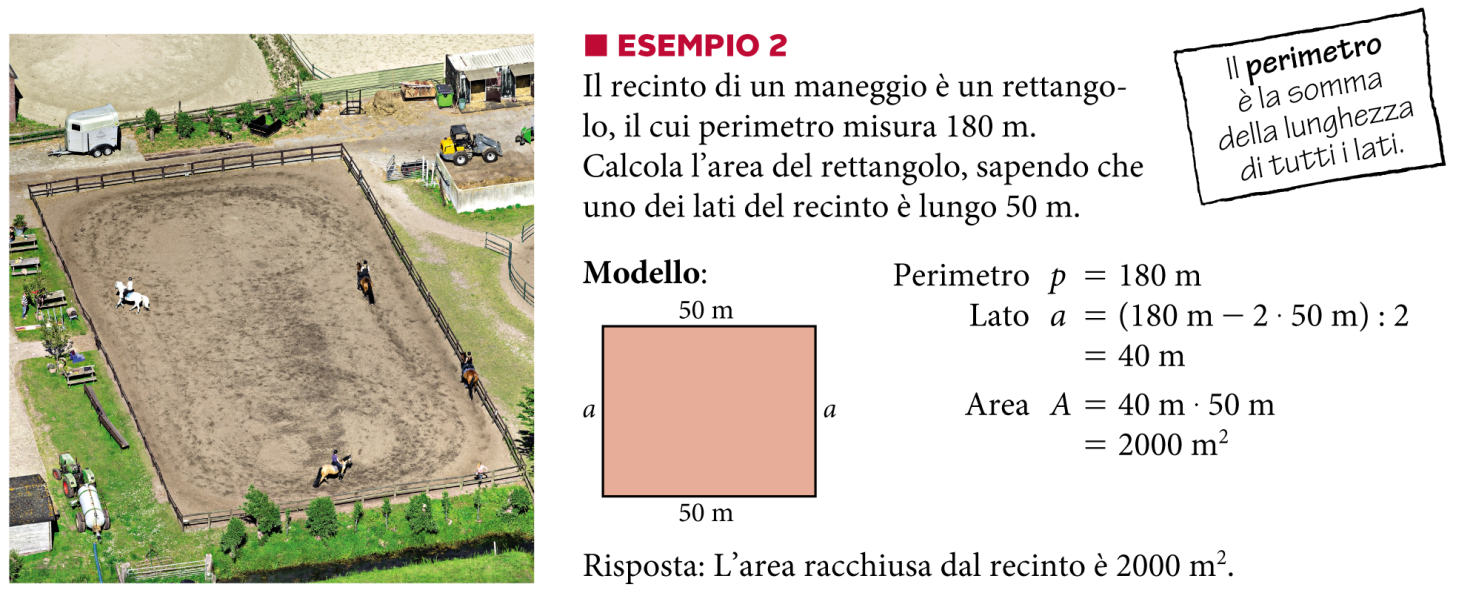 ■ ESEMPIO 2
Il recinto di un maneggio è un rettango-
lo, il cui perimetro misura 180 m.
Calcola l'area del rettangolo, sapendo che
uno dei lati del recinto è lungo 50 m.
Il perimetro
è la somma
della lunghezza
di tutti i lati.
Modello:
50 m
a
a
50 m
Perimetro p = 180 m
Lato a = (180 m − 2 · 50 m) : 2
= 40 m
Area A = 40 m · 50 m
= 2000 m²
Risposta: L'area racchiusa dal recinto è 2000 m².